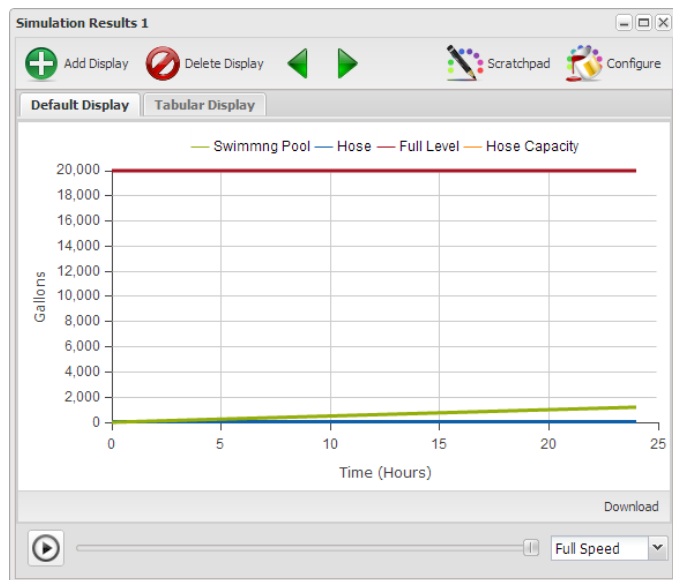 Simulation Results 1
Add Display Delete Display Scratchpad Configure
Default Display Tabular Display
Swimmng Pool Hose Full Level Hose Capacity
20,000
18,000
16,000
14,000
12,000
10,000
8,000
6,000
4,000
2,000
0
Gallons
0 5 10 15 20 25
Time (Hours)
Download
Full Speed